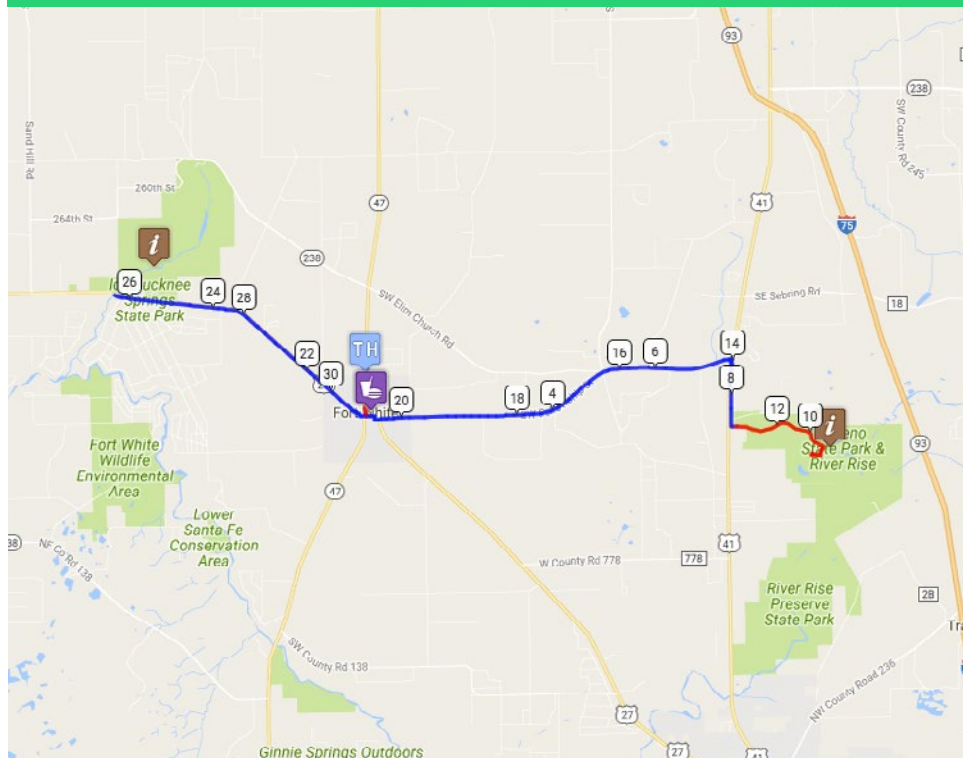 93
238
SW County
Rd 245
Sand Hill Rd
260th St
264th St
47
41
75
238
SW Elim Church Rd
SE Sebring Rd
18
26
24
28
Springs
State Park
TH
22
30
20
18
4
16
6
14
8
12
10
State Park &
River Rise
Fort White
Wildlife
Environmental
Area
47
93
Lower
Santa Fe
Conservation
Area
41
W County Rd 778
778
NF Co Rd 138
River Rise
Preserve
State Park
28
SW County Rd 138
NW County Road 236
27
27
41
41
Ginnie Springs Outdoors